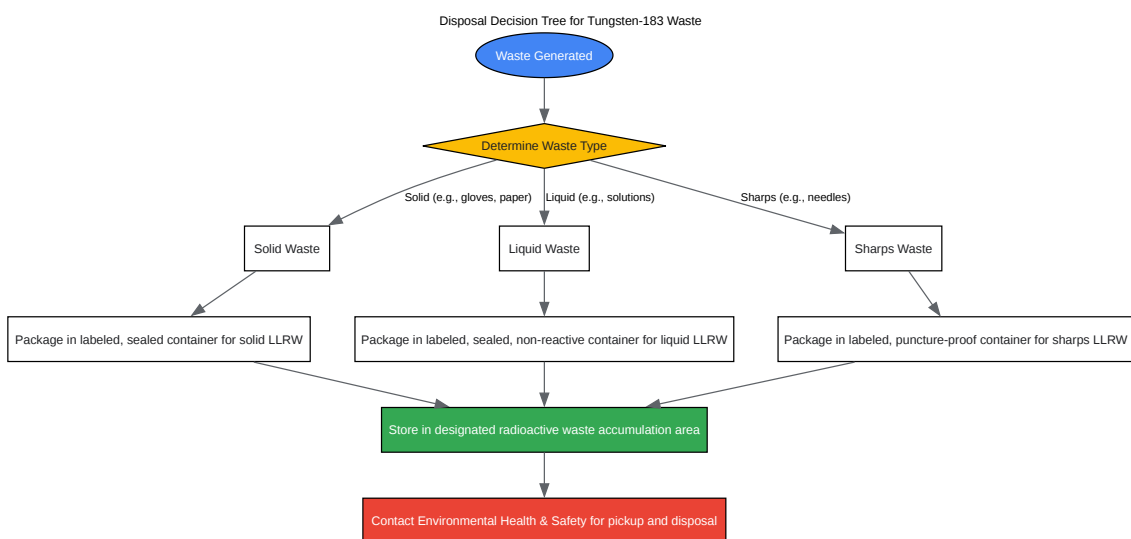 Disposal Decision Tree for Tungsten-183 Waste
Waste Generated
Determine Waste Type
Solid (e.g., gloves, paper)
Liquid (e.g., solutions)
Sharps (e.g., needles)
Solid Waste
Liquid Waste
Sharps Waste
Package in labeled, sealed container for solid LLRW
Package in labeled, sealed, non-reactive container for liquid LLRW
Package in labeled, puncture-proof container for sharps LLRW
Store in designated radioactive waste accumulation area
Contact Environmental Health & Safety for pickup and disposal